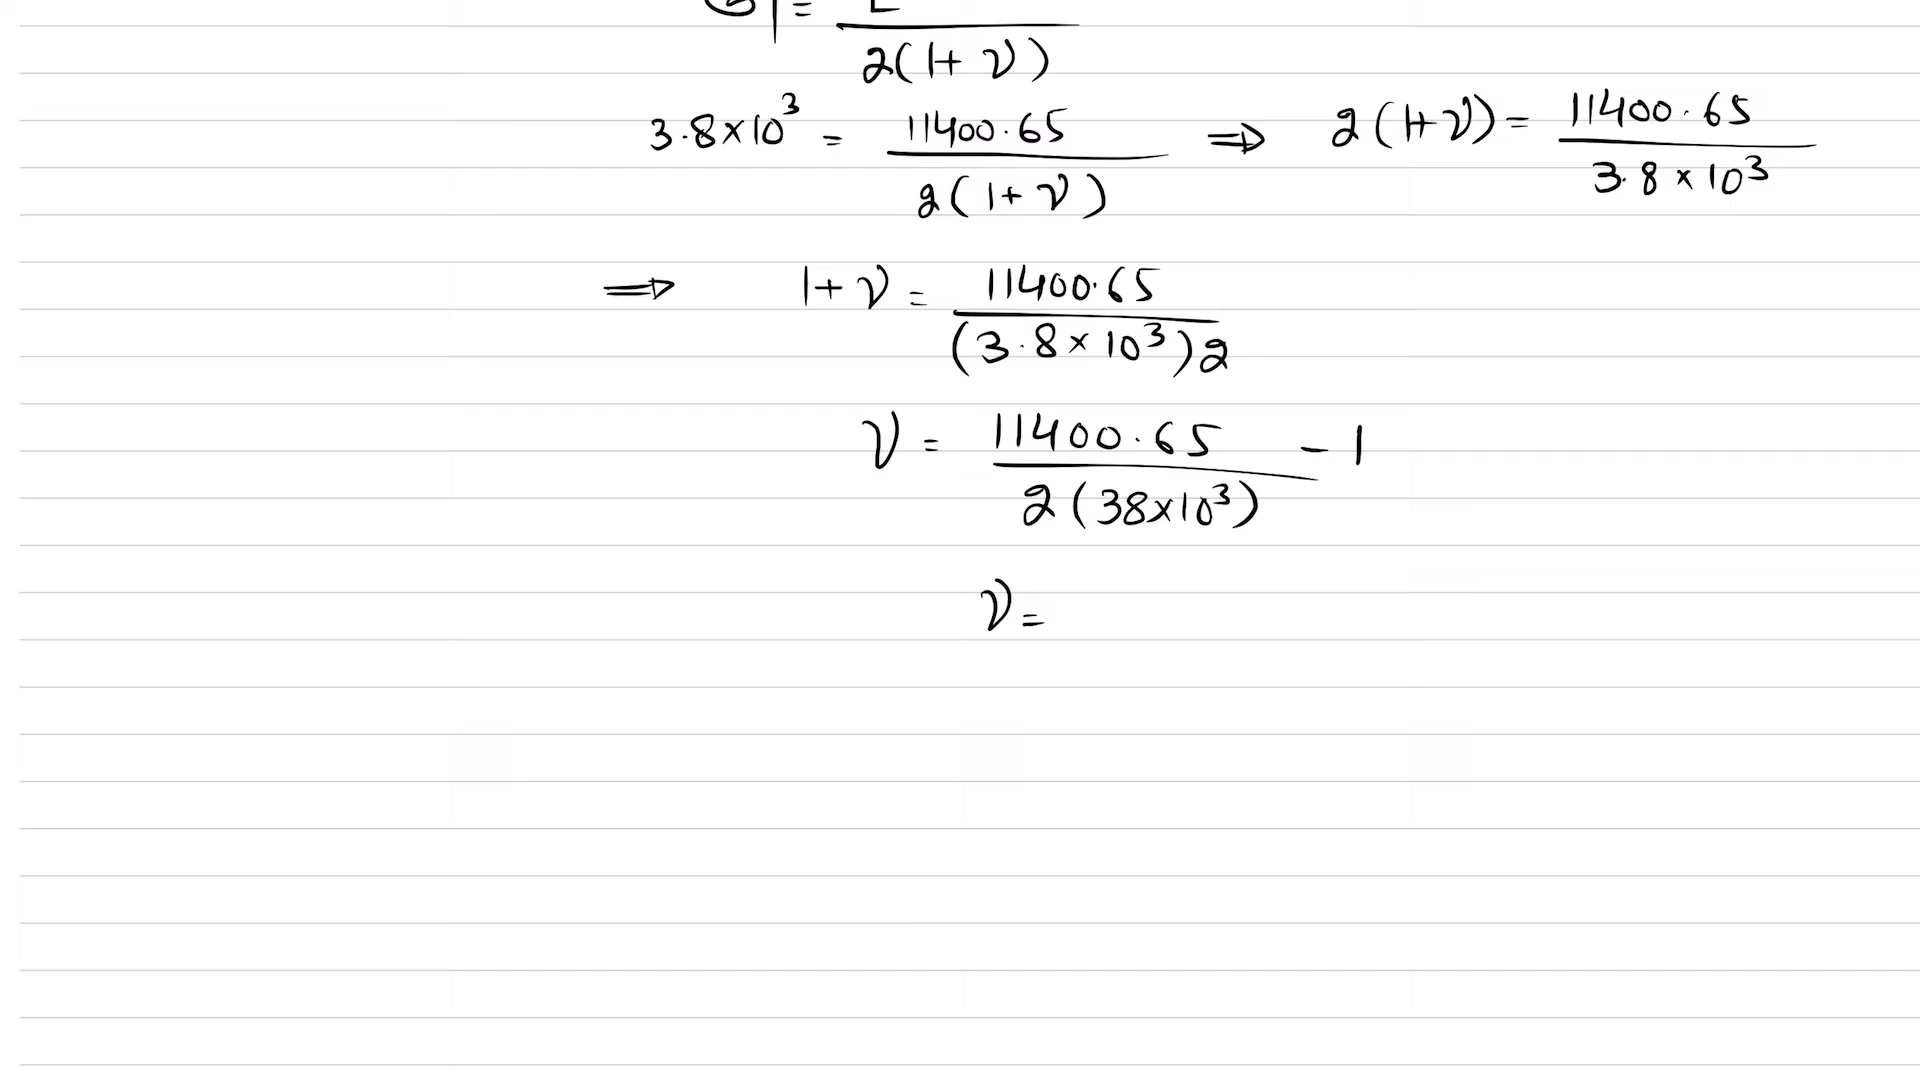 G = E / 2(1+ν)
3.8×10³ = 11400.65 / 2(1+ν) ⇒ 2(1+ν) = 11400.65 / 3.8×10³
⇒ 1+ν = 11400.65 / (3.8×10³)2
ν = 11400.65 / 2(38×10³) - 1
ν =